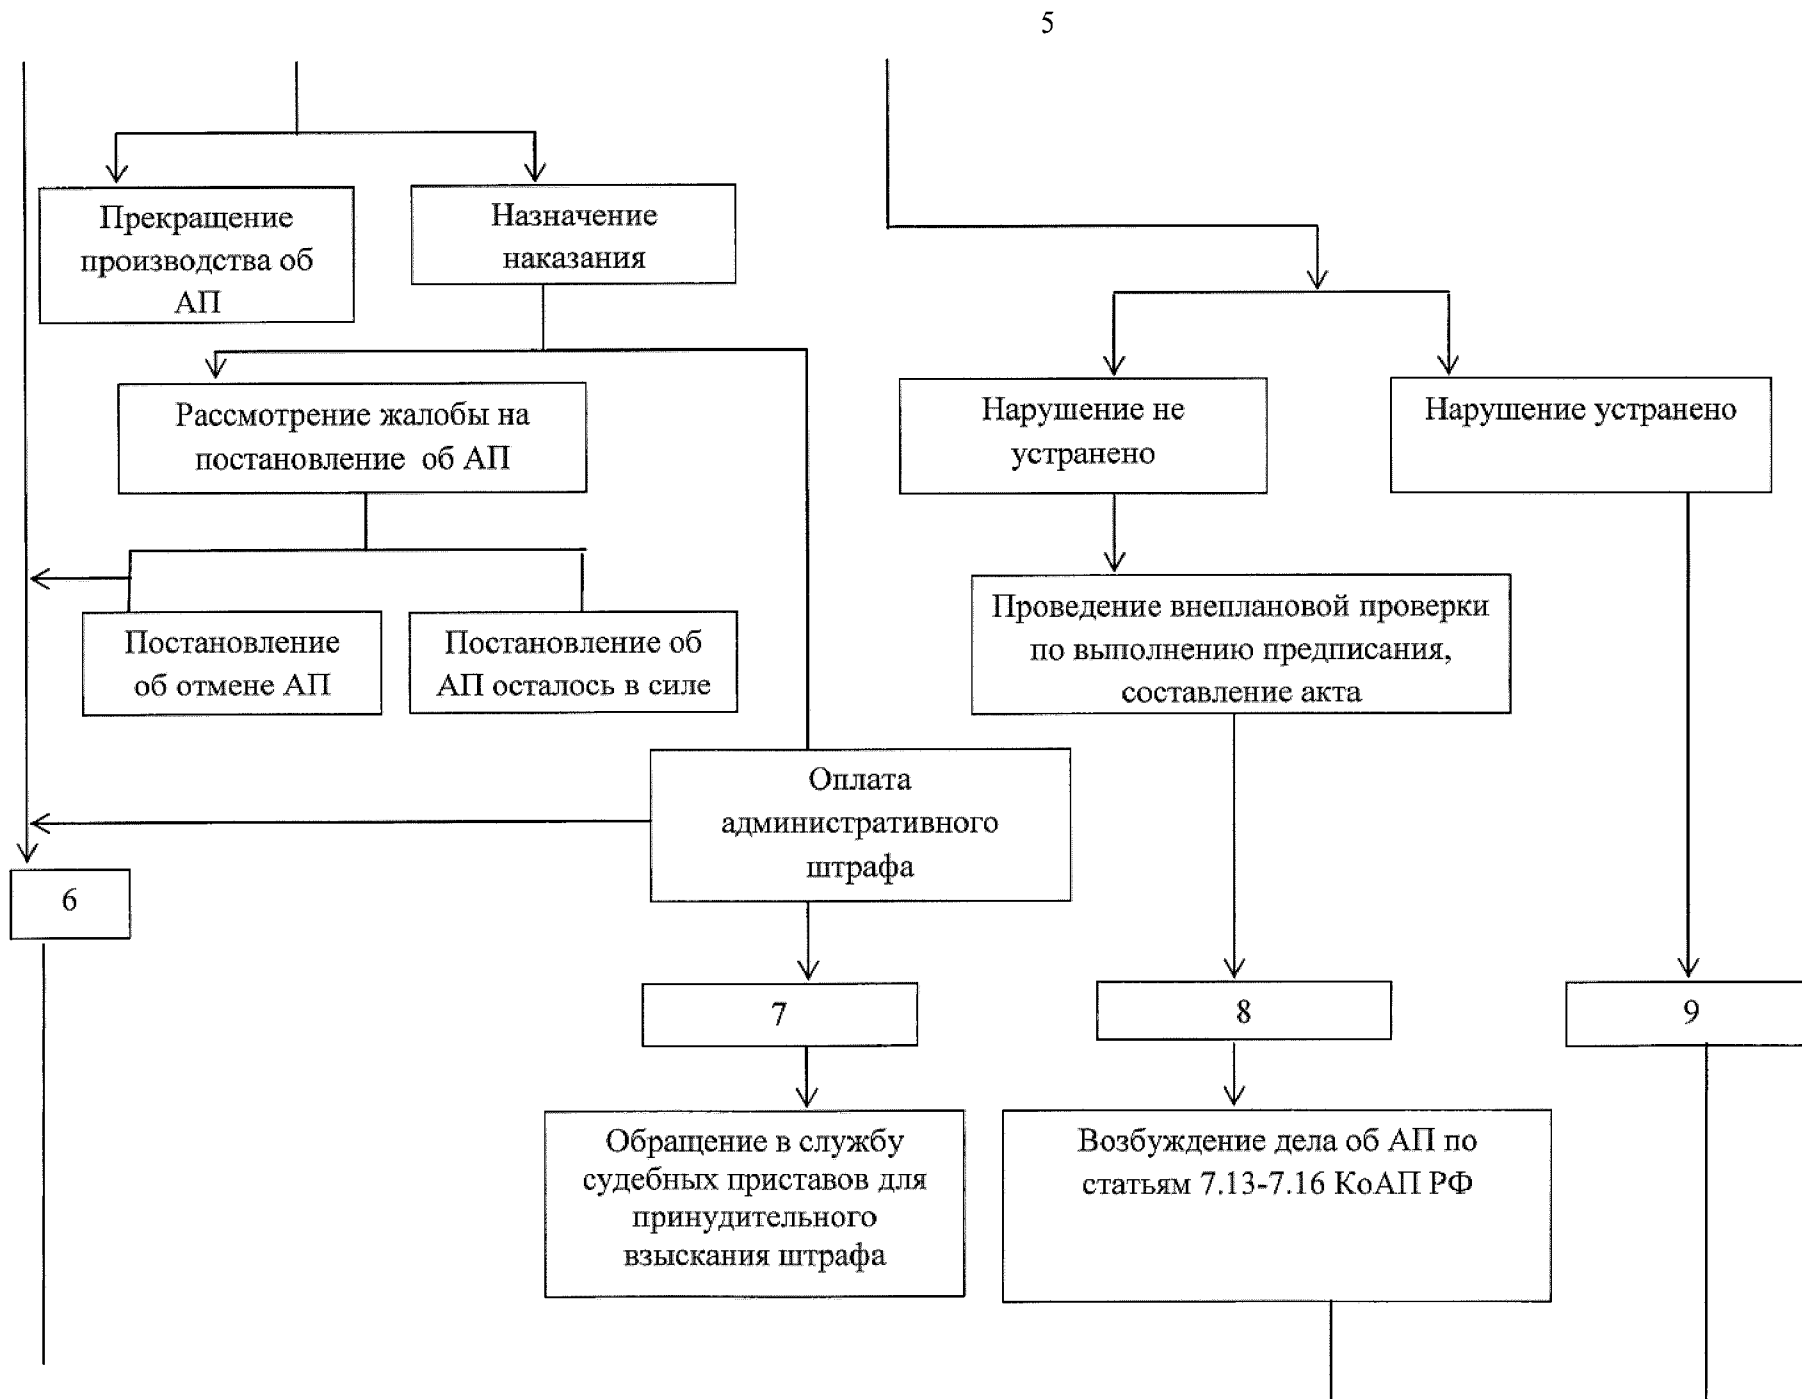 5
Прекращение
производства об
АП
Назначение
наказания
Рассмотрение жалобы на
постановление об АП
Нарушение не
устранено
Нарушение устранено
Постановление
об отмене АП
Постановление об
АП осталось в силе
Проведение внеплановой проверки
по выполнению предписания,
составление акта
Оплата
административного
штрафа
6
7
8
9
Обращение в службу
судебных приставов для
принудительного
взыскания штрафа
Возбуждение дела об АП по
статьям 7.13-7.16 КоАП РФ